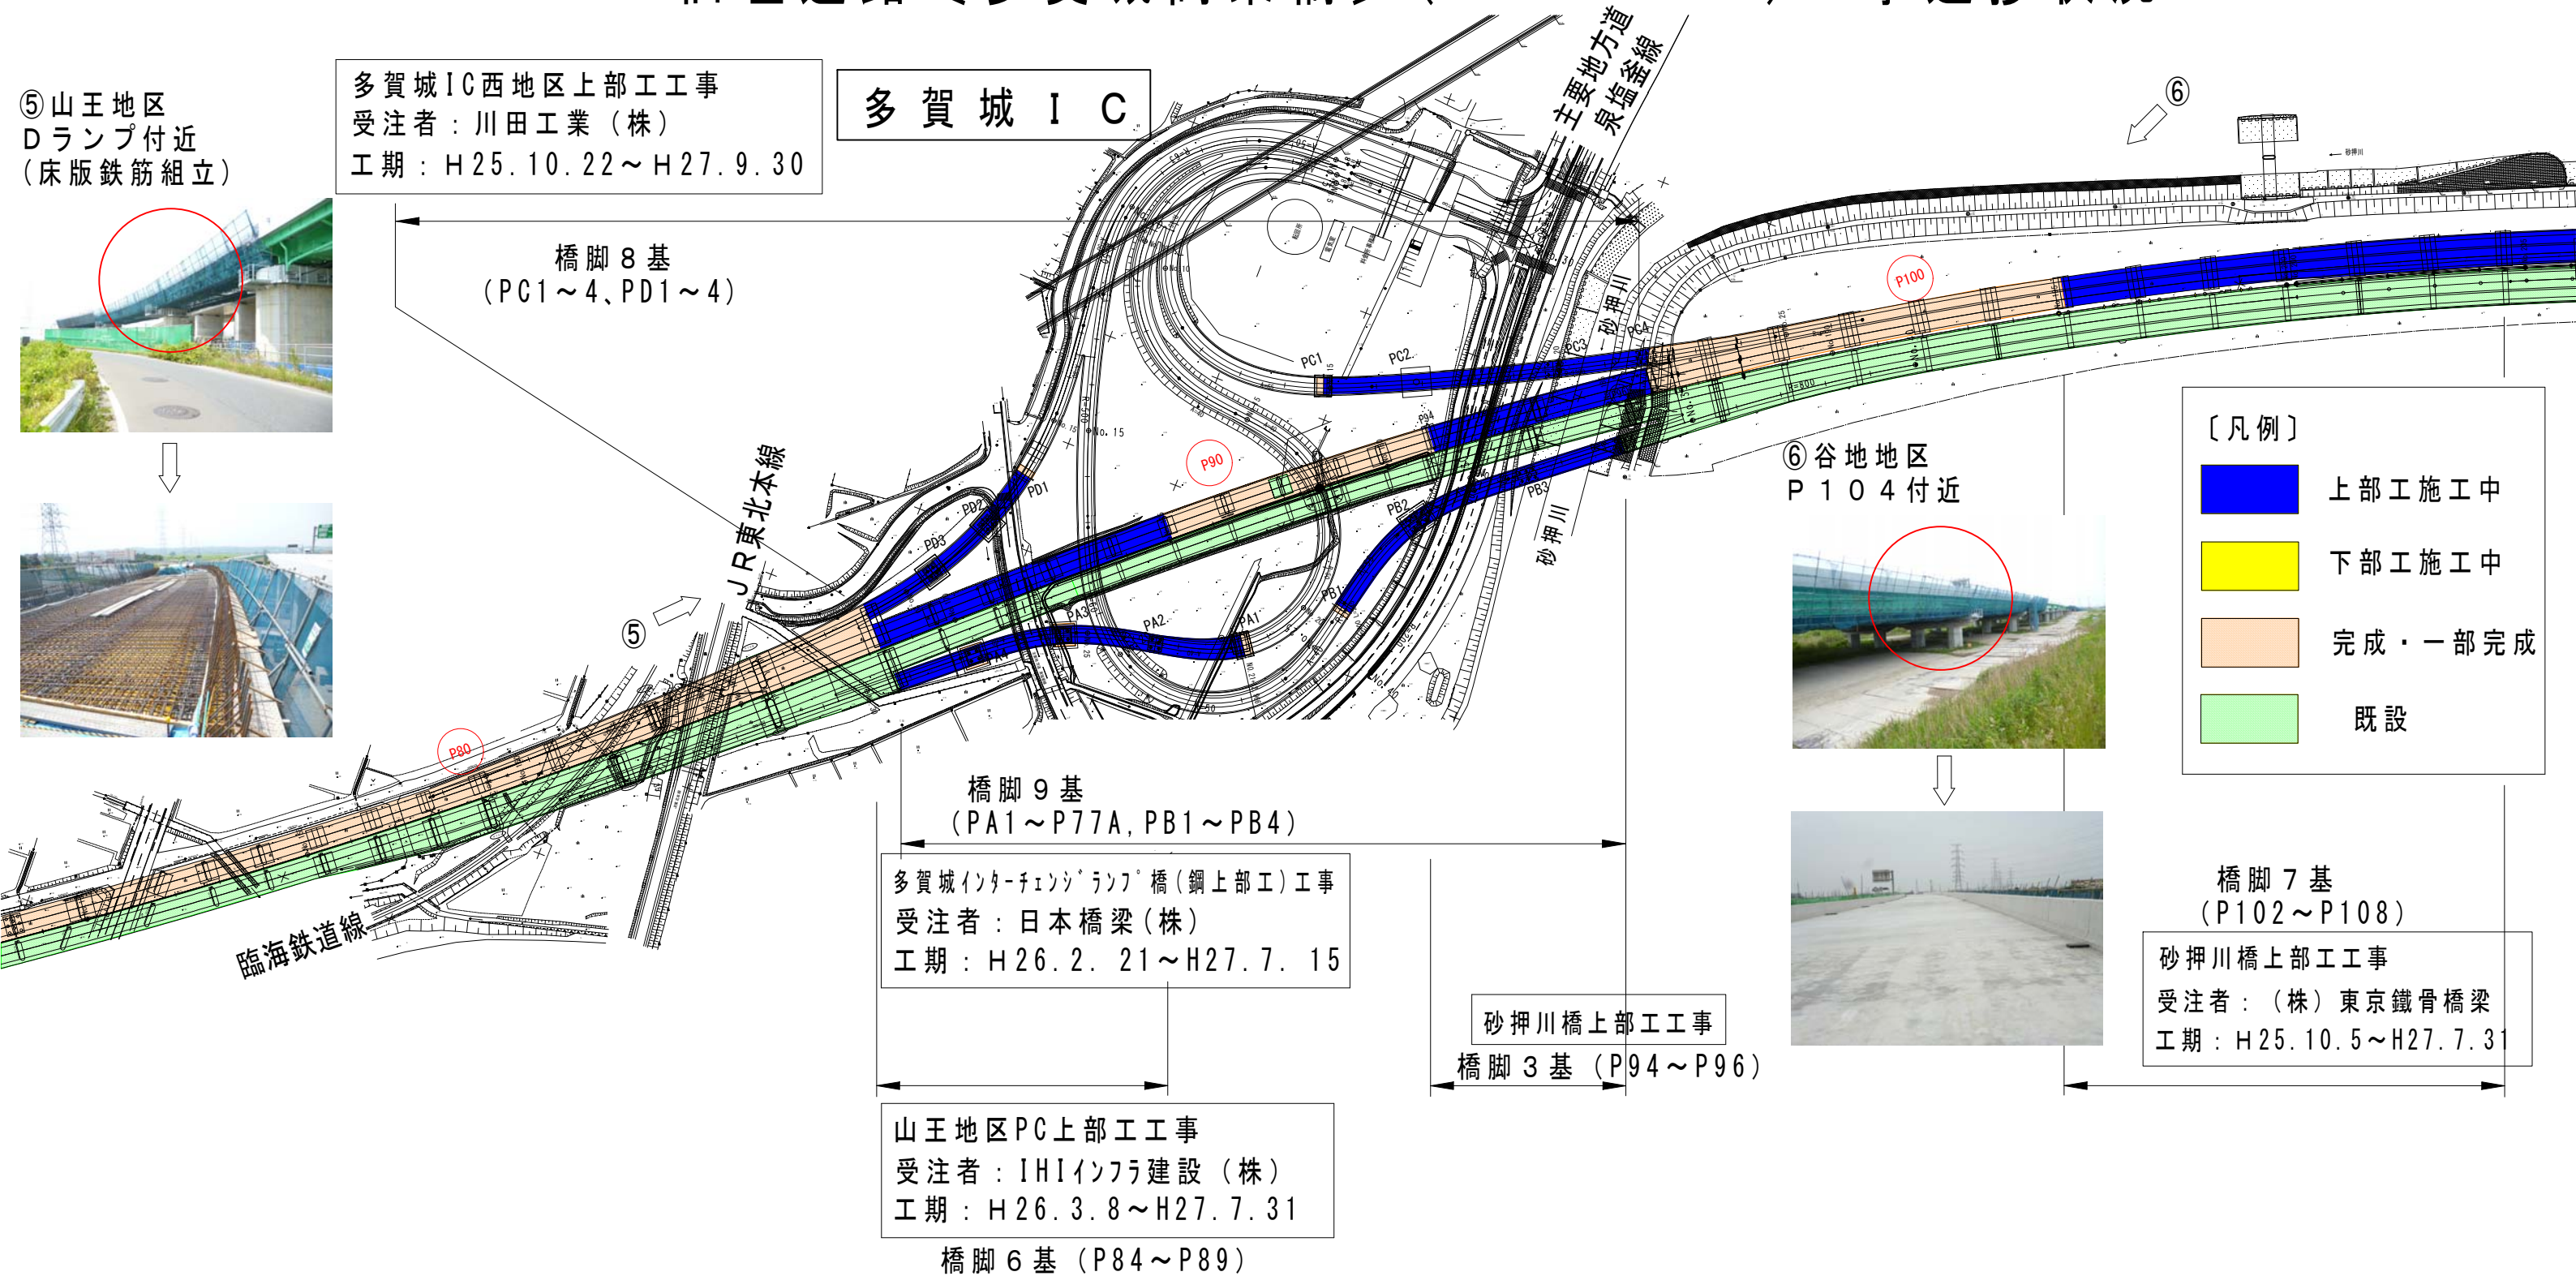 ⑤山王地区
Dランプ付近
(床版鉄筋組立)
多賀城IC西地区上部工工事
受注者:川田工業(株)
工期:H25.10.22~H27.9.30
多賀城IC
橋脚8基
(PC1~4、PD1~4)
主要地方道
泉塩釜線
⑥
砂押川
P100
PC1
PC2
PC3
PC4
砂押川
P94
P90
No.15
R=800
JR東北本線
PD1
PD2
PD3
PB1
PB2
PB3
砂押川
PA1
PA2
PA3
⑤
P80
臨海鉄道線
⑥谷地地区
P104付近
〔凡例〕
上部工施工中
下部工施工中
完成・一部完成
既設
橋脚9基
(PA1~P77A,PB1~PB4)
多賀城インターチェンジランプ橋(鋼上部工)工事
受注者:日本橋梁(株)
工期:H26.2. 21~H27.7. 15
砂押川橋上部工工事
橋脚3基(P94~P96)
橋脚7基
(P102~P108)
砂押川橋上部工工事
受注者:(株)東京鐵骨橋梁
工期:H25.10.5~H27.7.31
山王地区PC上部工工事
受注者:IHIインフラ建設(株)
工期:H26.3.8~H27.7.31
橋脚6基(P84~P89)